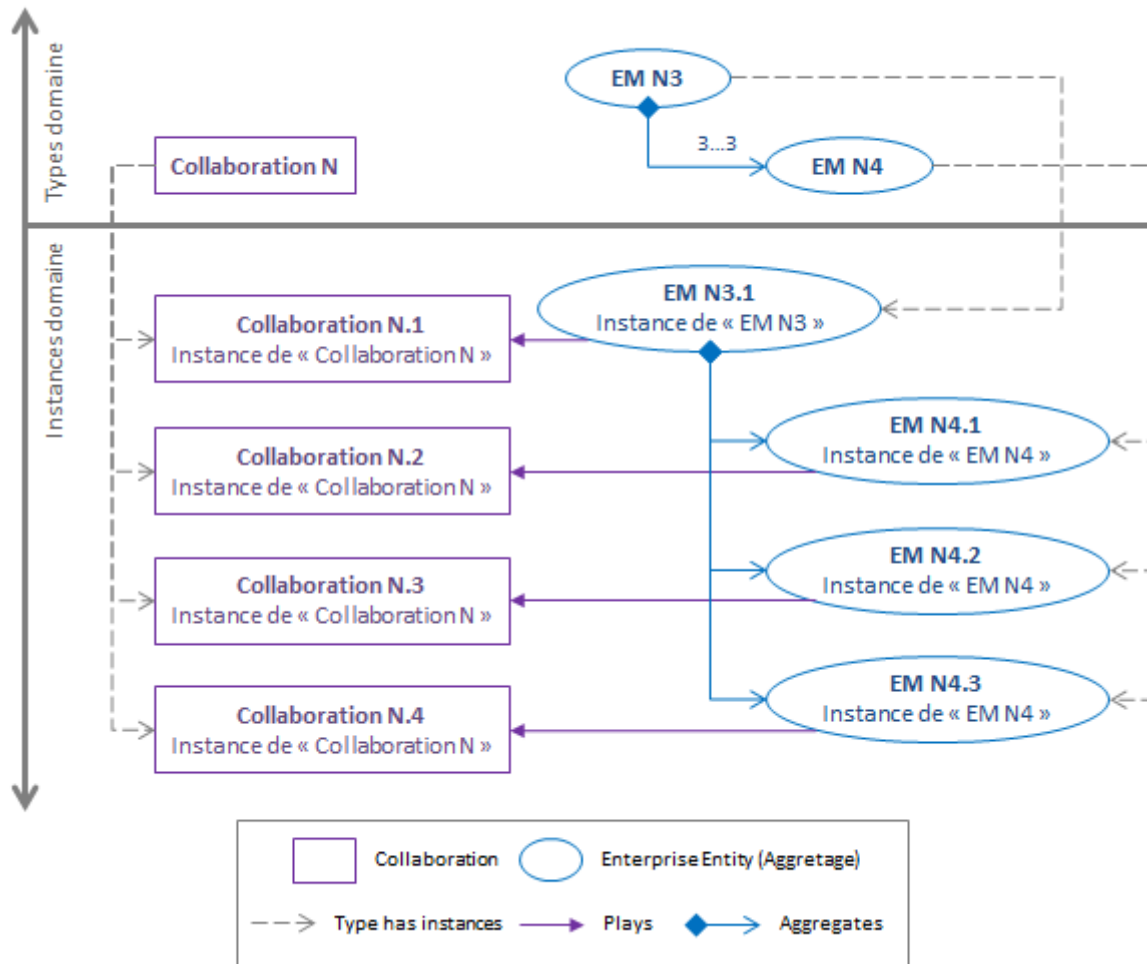 Types domaine
EM N3
3…3
Collaboration N
EM N4
Instances domaine
EM N3.1
Instance de « EM N3 »
Collaboration N.1
Instance de « Collaboration N »
EM N4.1
Instance de « EM N4 »
Collaboration N.2
Instance de « Collaboration N »
EM N4.2
Instance de « EM N4 »
Collaboration N.3
Instance de « Collaboration N »
EM N4.3
Instance de « EM N4 »
Collaboration N.4
Instance de « Collaboration N »
Collaboration
Enterprise Entity (Aggretage)
Type has instances
Plays
Aggregates